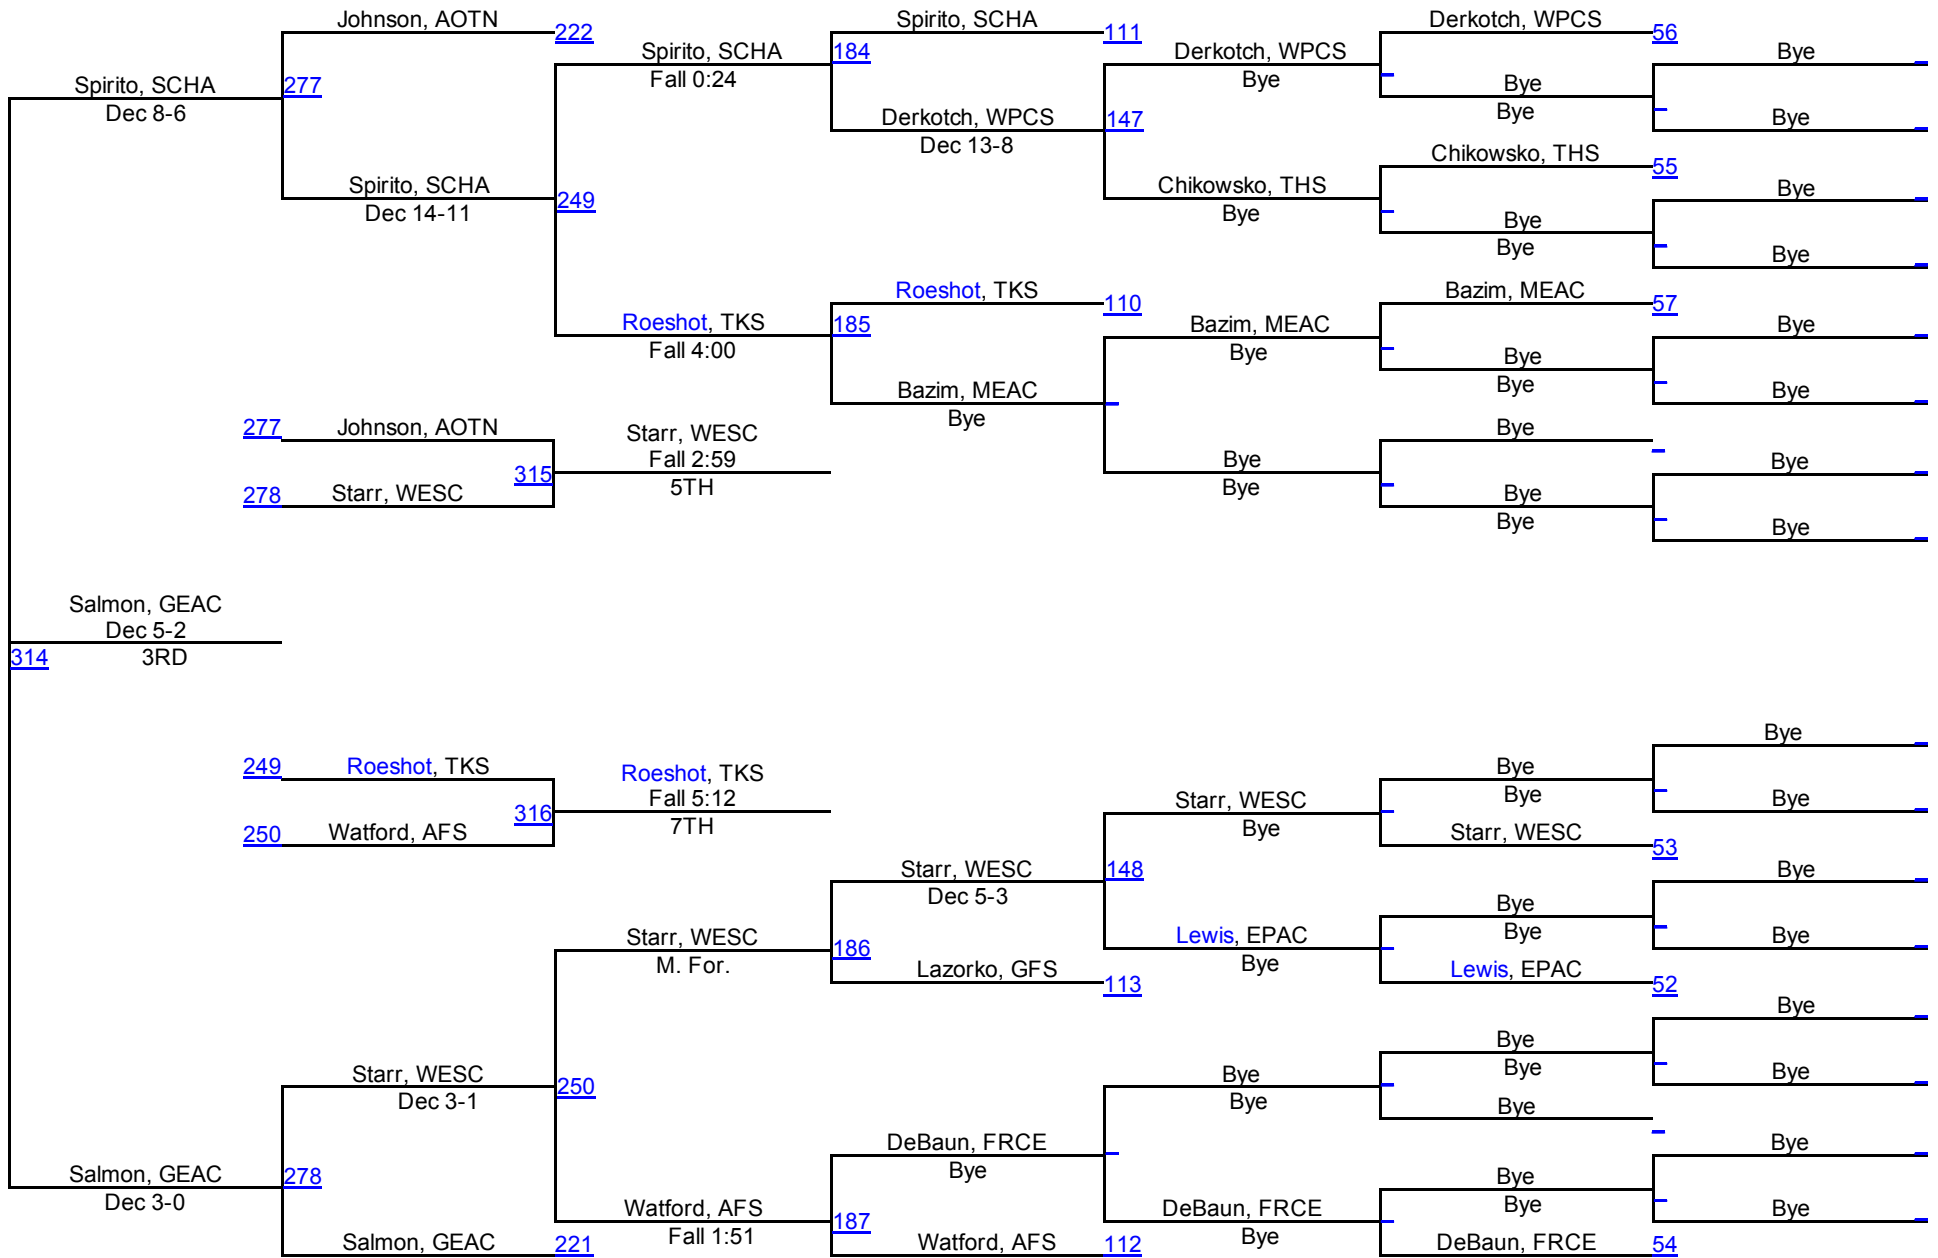 Johnson, AOTN
222
Spirito, SCHA
111
Derkotch, WPCS
56
Spirito, SCHA
Fall 0:24
184
Derkotch, WPCS
Bye
Bye
Spirito, SCHA
Dec 8-6
277
Bye
Bye
Derkotch, WPCS
Dec 13-8
147
Bye
Chikowsko, THS
55
Spirito, SCHA
Dec 14-11
249
Chikowsko, THS
Bye
Bye
Bye
Bye
Bye
Roeshot, TKS
110
Bazim, MEAC
57
Roeshot, TKS
Fall 4:00
185
Bazim, MEAC
Bye
Bye
Bye
Bye
Bazim, MEAC
Bye
Bye
277
Johnson, AOTN
Starr, WESC
Fall 2:59
5TH
315
278
Starr, WESC
Bye
Bye
Bye
Bye
Bye
Bye
Bye
Salmon, GEAC
Dec 5-2
3RD
314
Bye
249
Roeshot, TKS
Roeshot, TKS
Fall 5:12
7TH
316
250
Watford, AFS
Bye
Bye
Bye
Starr, WESC
Bye
Starr, WESC
53
Starr, WESC
Dec 5-3
148
Bye
Bye
Bye
Starr, WESC
M. For.
186
Lewis, EPAC
Bye
Bye
Lazorko, GFS
113
Lewis, EPAC
52
Bye
Bye
Bye
Starr, WESC
Dec 3-1
250
Bye
Bye
Bye
Bye
DeBaun, FRCE
Bye
Bye
Salmon, GEAC
Dec 3-0
278
Bye
Bye
Watford, AFS
Fall 1:51
187
DeBaun, FRCE
Bye
Bye
Salmon, GEAC
221
Watford, AFS
112
DeBaun, FRCE
54